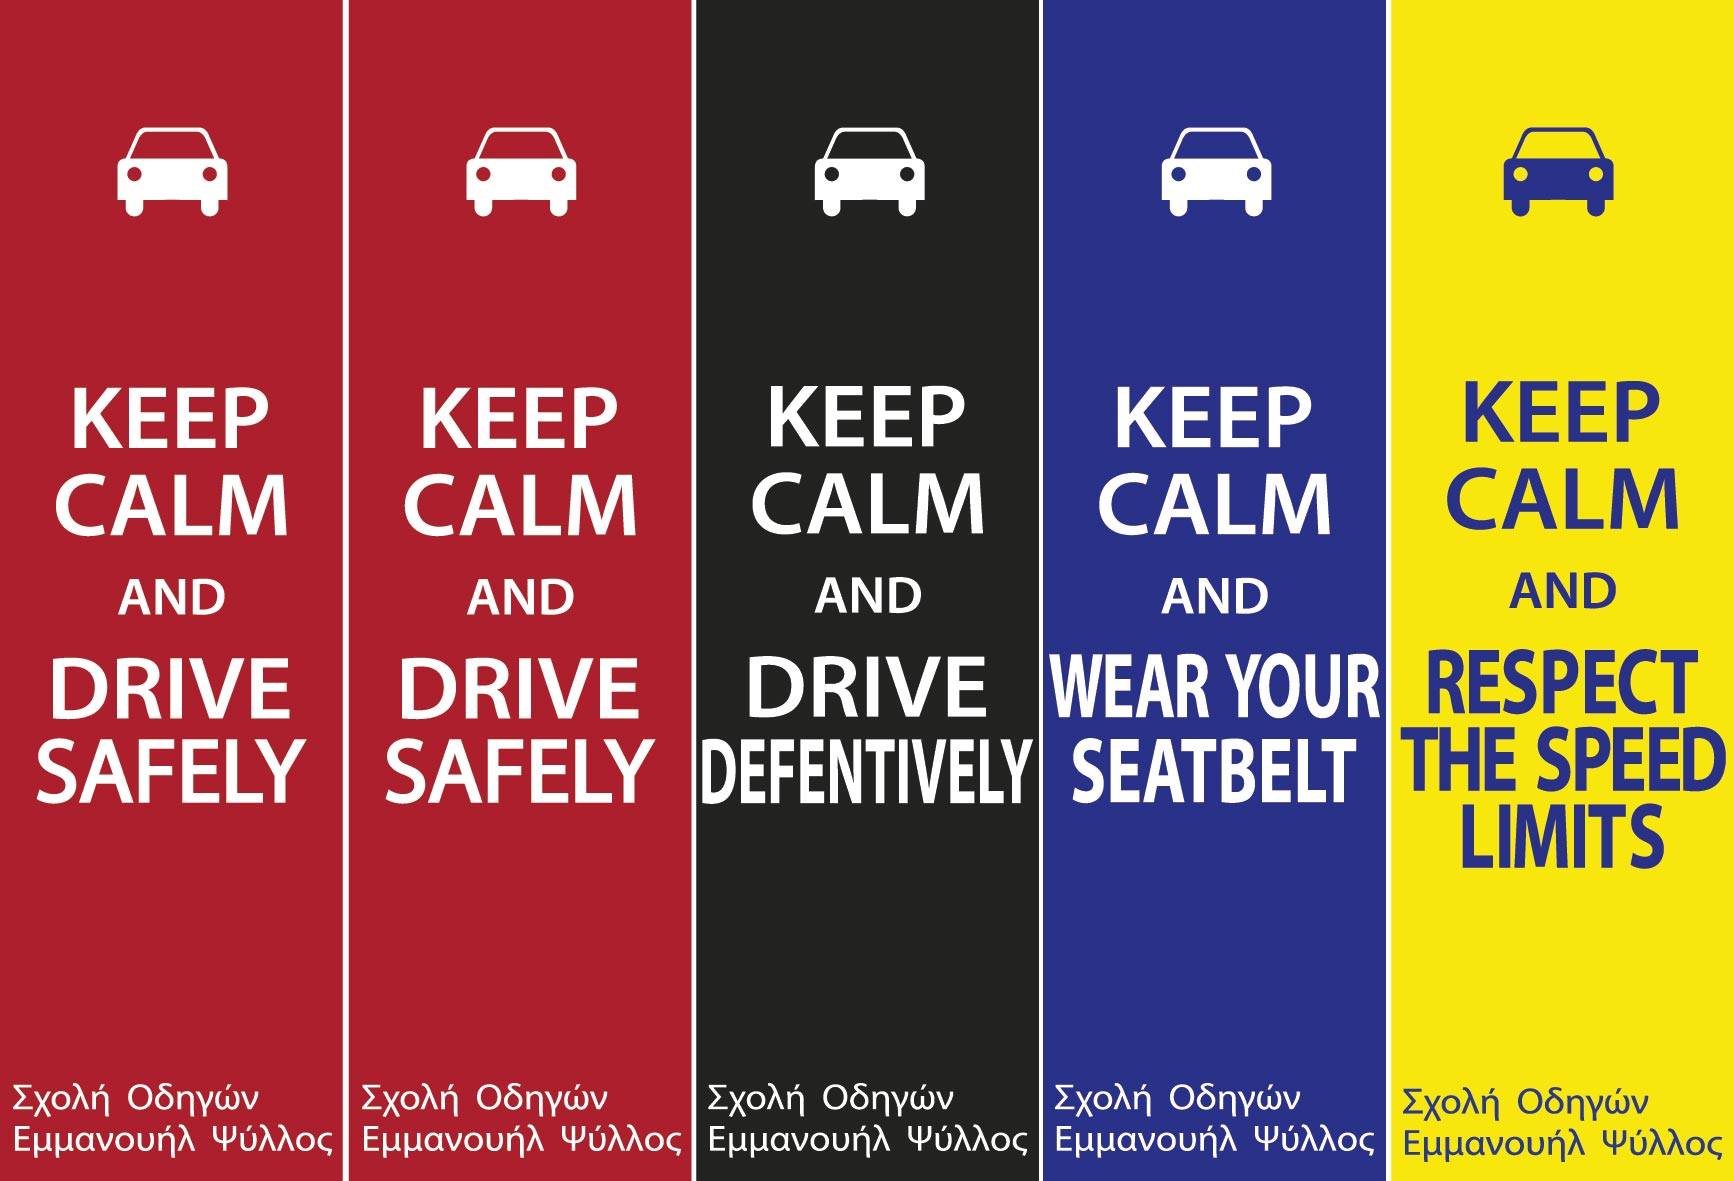 KEEP
CALM
AND
DRIVE
SAFELY
Σχολή Οδηγών
Εμμανουήλ Ψύλλος
KEEP
CALM
AND
DRIVE
SAFELY
Σχολή Οδηγών
Εμμανουήλ Ψύλλος
KEEP
CALM
AND
DRIVE
DEFENTIVELY
Σχολή Οδηγών
Εμμανουήλ Ψύλλος
KEEP
CALM
AND
WEAR YOUR
SEATBELT
Σχολή Οδηγών
Εμμανουήλ Ψύλλος
KEEP
CALM
AND
RESPECT
THE SPEED
LIMITS
Σχολή Οδηγών
Εμμανουήλ Ψύλλος